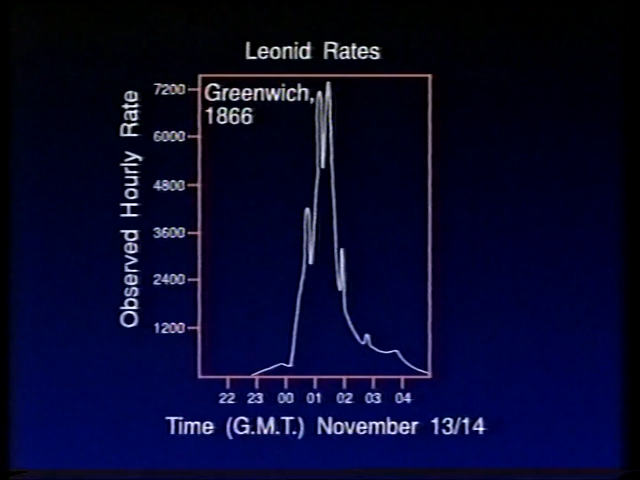 Leonid Rates
Greenwich,
1866
Observed Hourly Rate
7200
6000
4800
3600
2400
1200
22 23 00 01 02 03 04
Time (G.M.T.) November 13/14